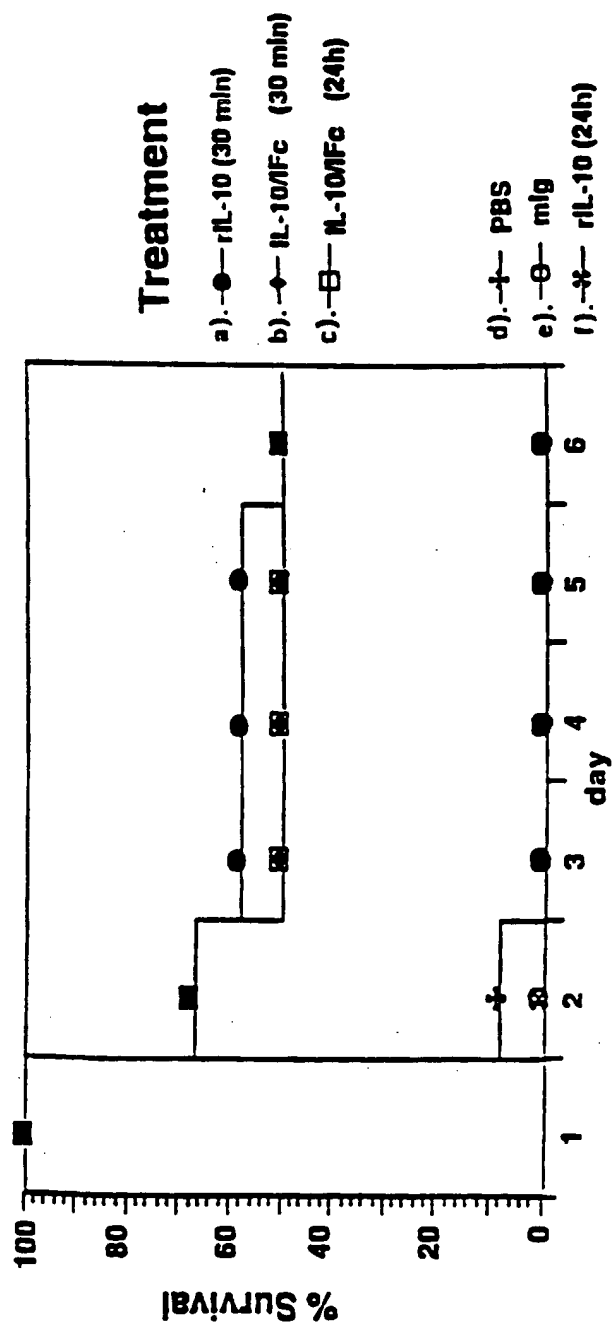 Treatment
a). rIL-10 (30 min)
b). IL-10/IFc (30 min)
c). IL-10/IFc (24h)
d). PBS
e). mIg
f). rIL-10 (24h)
% Survival
100
80
60
40
20
0
1 2 3 4 5 6
day